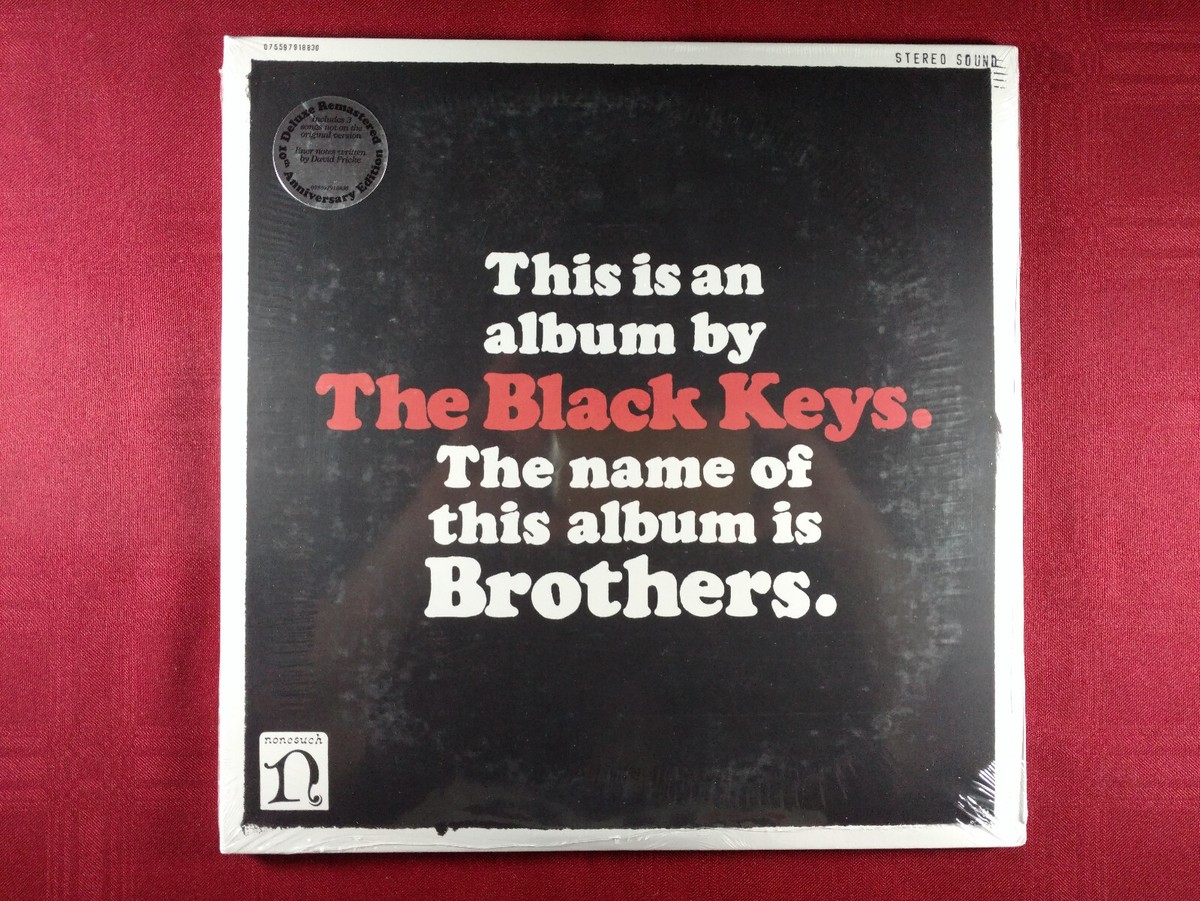 075597918830
STEREO SOUND
Deluxe Remastered
10th Anniversary Edition
Includes 3
songs not on the
original version
liner notes written
by David Fricke
This is an
album by
The Black Keys.
The name of
this album is
Brothers.
nonesuch
n